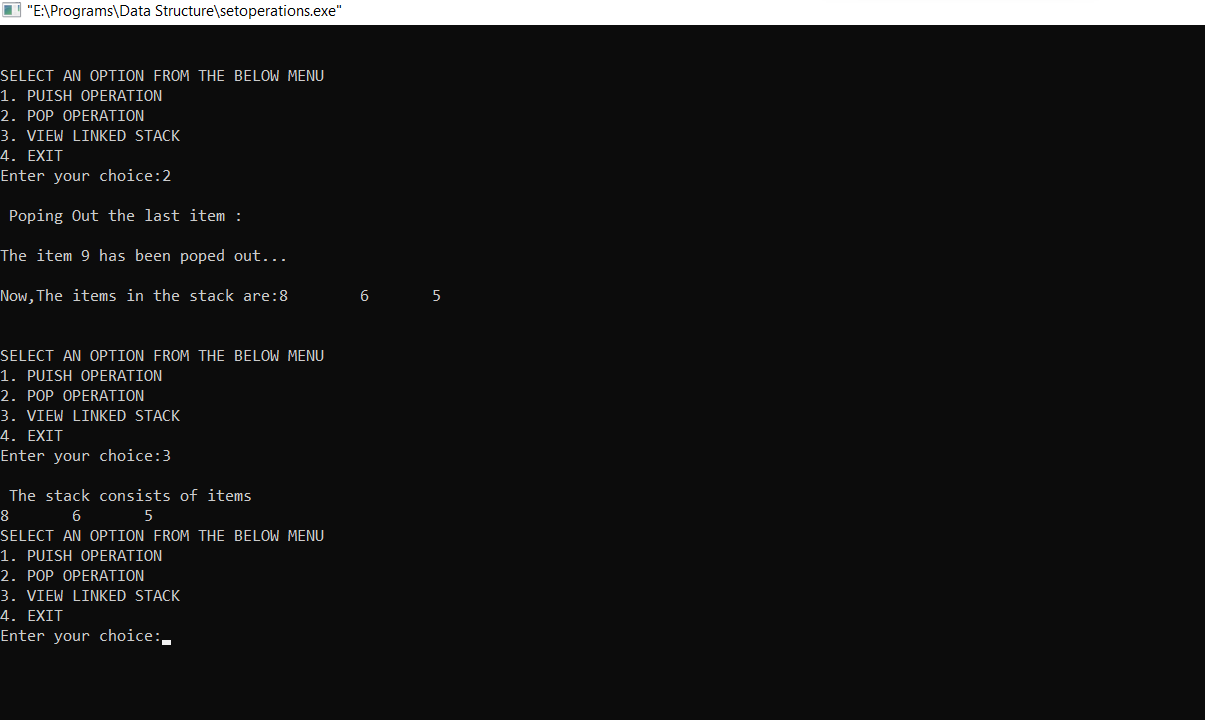 "E:\Programs\Data Structure\setoperations.exe"
SELECT AN OPTION FROM THE BELOW MENU
1. PUISH OPERATION
2. POP OPERATION
3. VIEW LINKED STACK
4. EXIT
Enter your choice:2
Poping Out the last item :
The item 9 has been poped out...
Now,The items in the stack are:8 6 5
SELECT AN OPTION FROM THE BELOW MENU
1. PUISH OPERATION
2. POP OPERATION
3. VIEW LINKED STACK
4. EXIT
Enter your choice:3
The stack consists of items
8 6 5
SELECT AN OPTION FROM THE BELOW MENU
1. PUISH OPERATION
2. POP OPERATION
3. VIEW LINKED STACK
4. EXIT
Enter your choice: